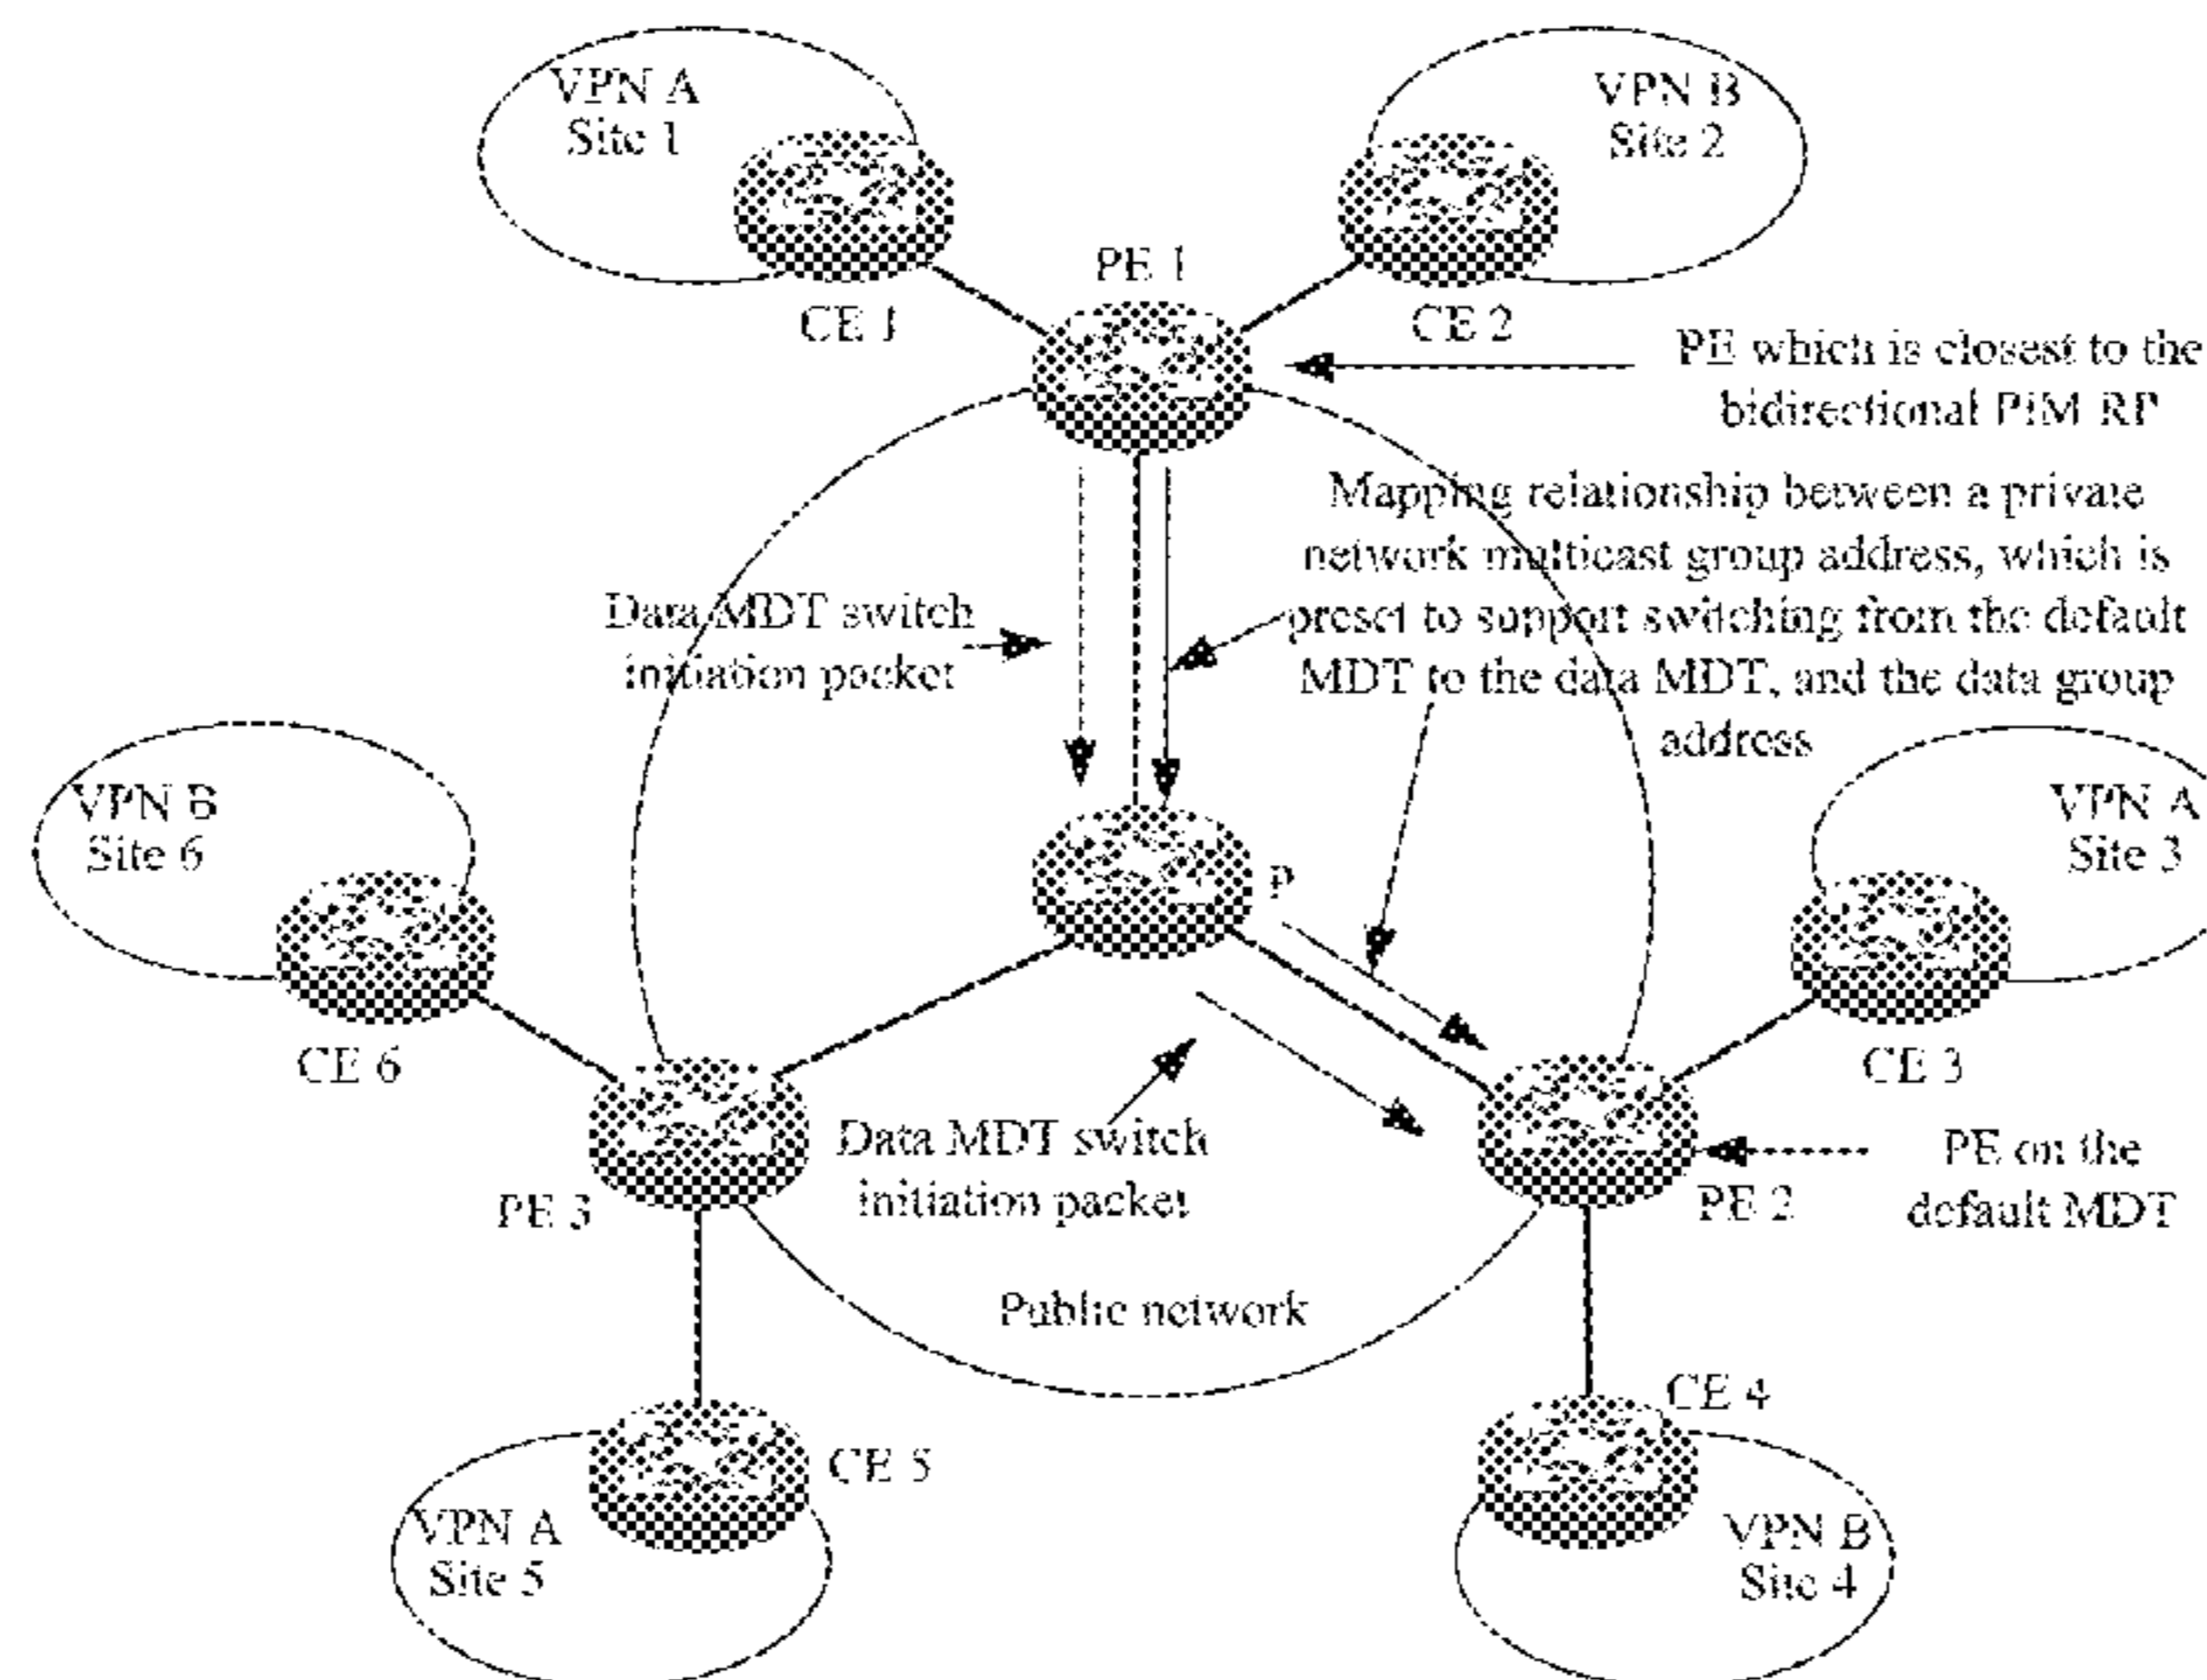 VPN A
Site 1
VPN B
Site 2
PE 1
CE 1
CE 2
PE which is closest to the
bidirectional PIM RP
Mapping relationship between a private
network multicast group address, which is
preset to support switching from the default
MDT to the data MDT, and the data group
address
Data MDT switch
initiation packet
VPN B
Site 6
VPN A
Site 3
P
CE 6
CE 3
Data MDT switch
initiation packet
PE on the
default MDT
PE 3
PE 2
Public network
CE 4
CE 5
VPN A
Site 5
VPN B
Site 4